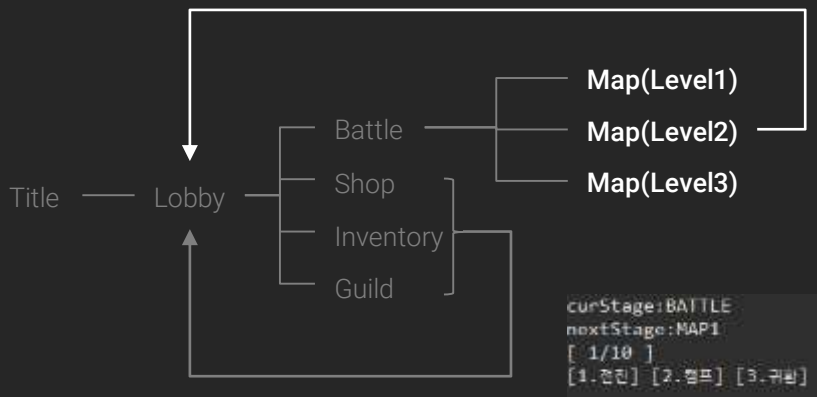 Title
Lobby
Battle
Shop
Inventory
Guild
Map(Level1)
Map(Level2)
Map(Level3)
curStage:BATTLE
nextStage:MAP1
[ 1/10 ]
[1.전진] [2.캠프] [3.귀환]